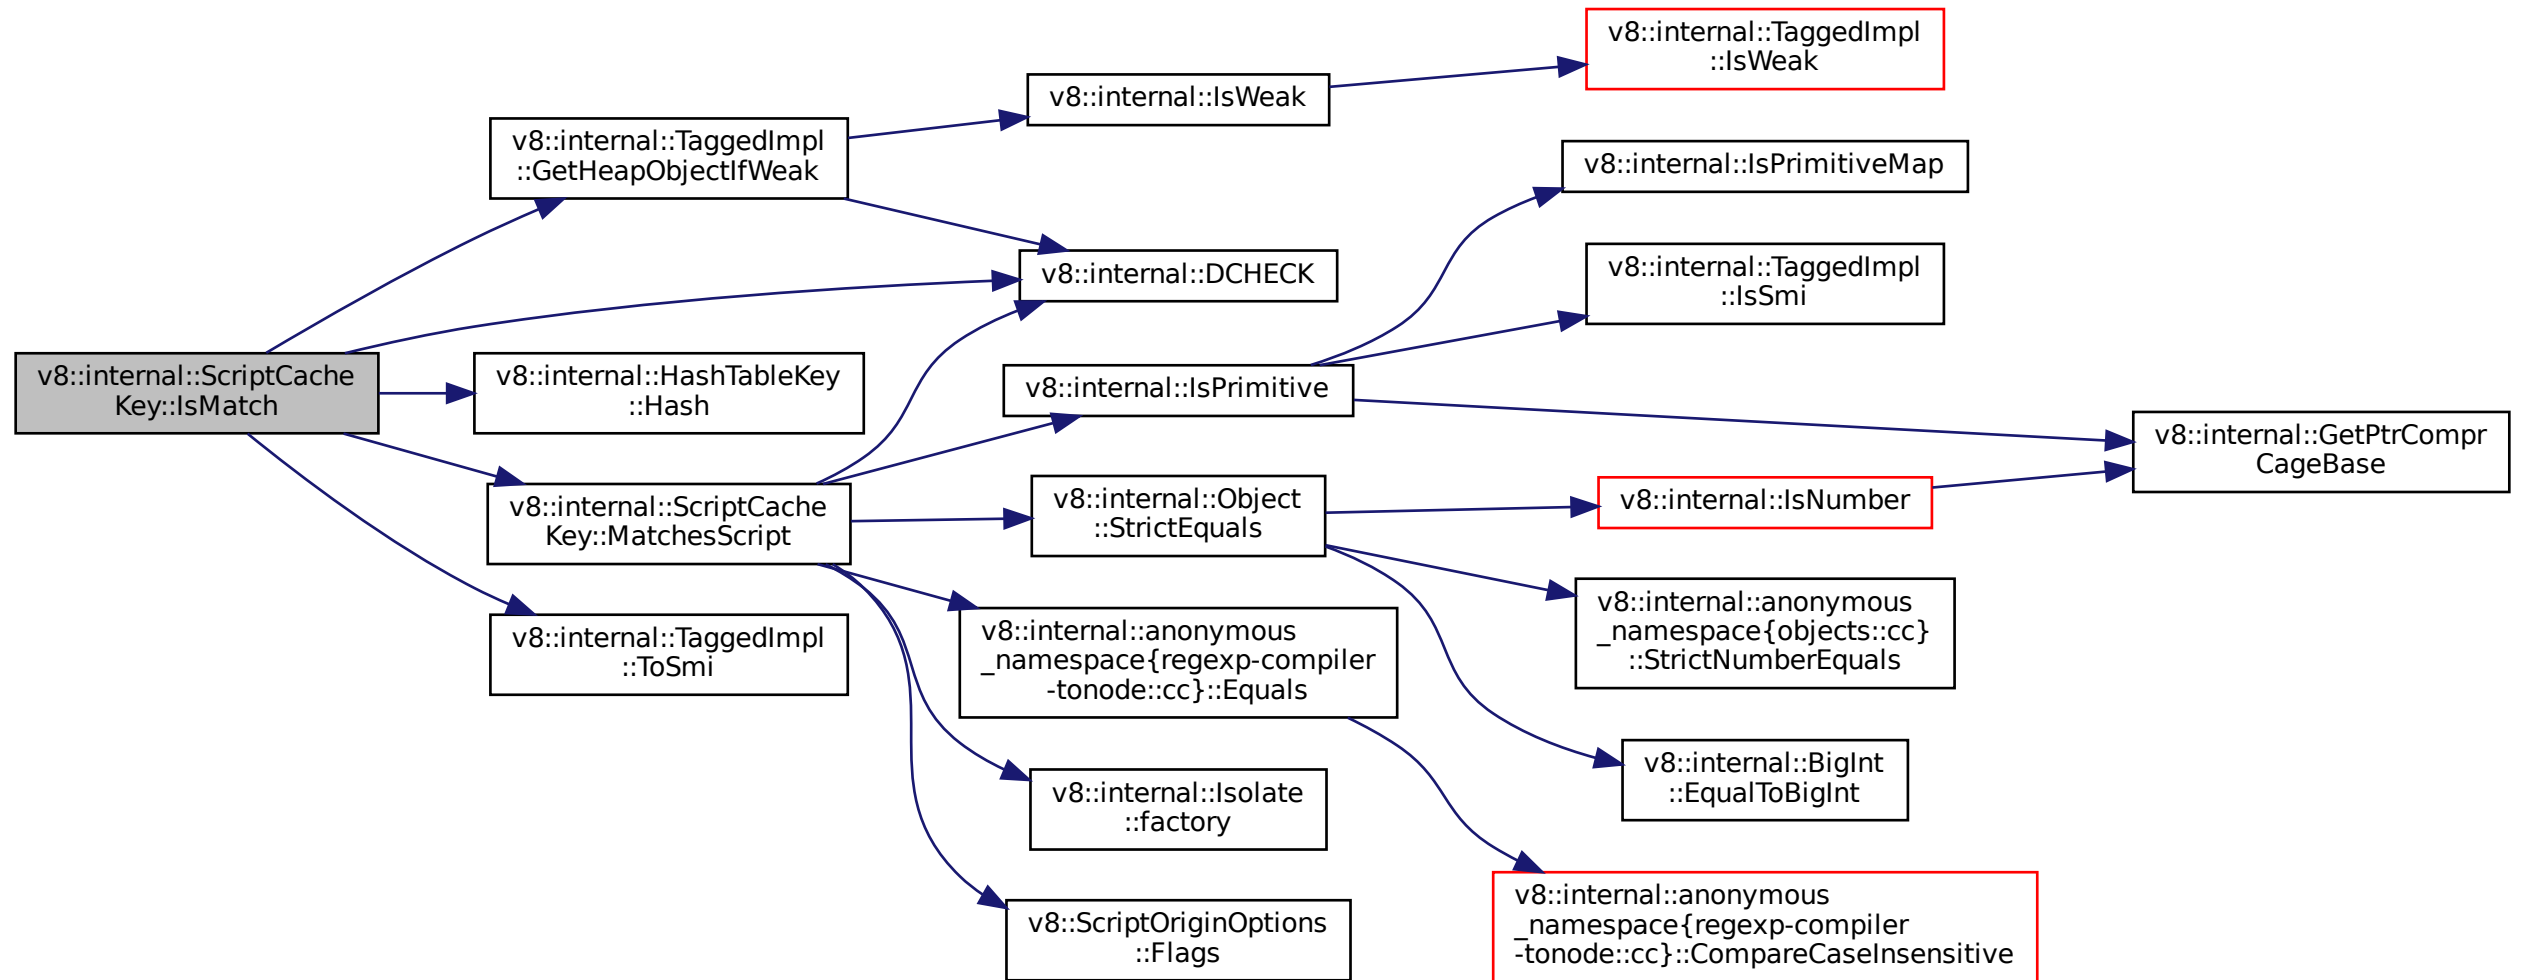 v8::internal::ScriptCache
Key::IsMatch
v8::internal::TaggedImpl
::GetHeapObjectIfWeak
v8::internal::HashTableKey
::Hash
v8::internal::ScriptCache
Key::MatchesScript
v8::internal::TaggedImpl
::ToSmi
v8::internal::IsWeak
v8::internal::DCHECK
v8::internal::IsPrimitive
v8::internal::Object
::StrictEquals
v8::internal::anonymous
_namespace{regexp-compiler
-tonode::cc}::Equals
v8::internal::Isolate
::factory
v8::ScriptOriginOptions
::Flags
v8::internal::TaggedImpl
::IsWeak
v8::internal::IsPrimitiveMap
v8::internal::TaggedImpl
::IsSmi
v8::internal::IsNumber
v8::internal::anonymous
_namespace{objects::cc}
::StrictNumberEquals
v8::internal::BigInt
::EqualToBigInt
v8::internal::anonymous
_namespace{regexp-compiler
-tonode::cc}::CompareCaseInsensitive
v8::internal::GetPtrCompr
CageBase